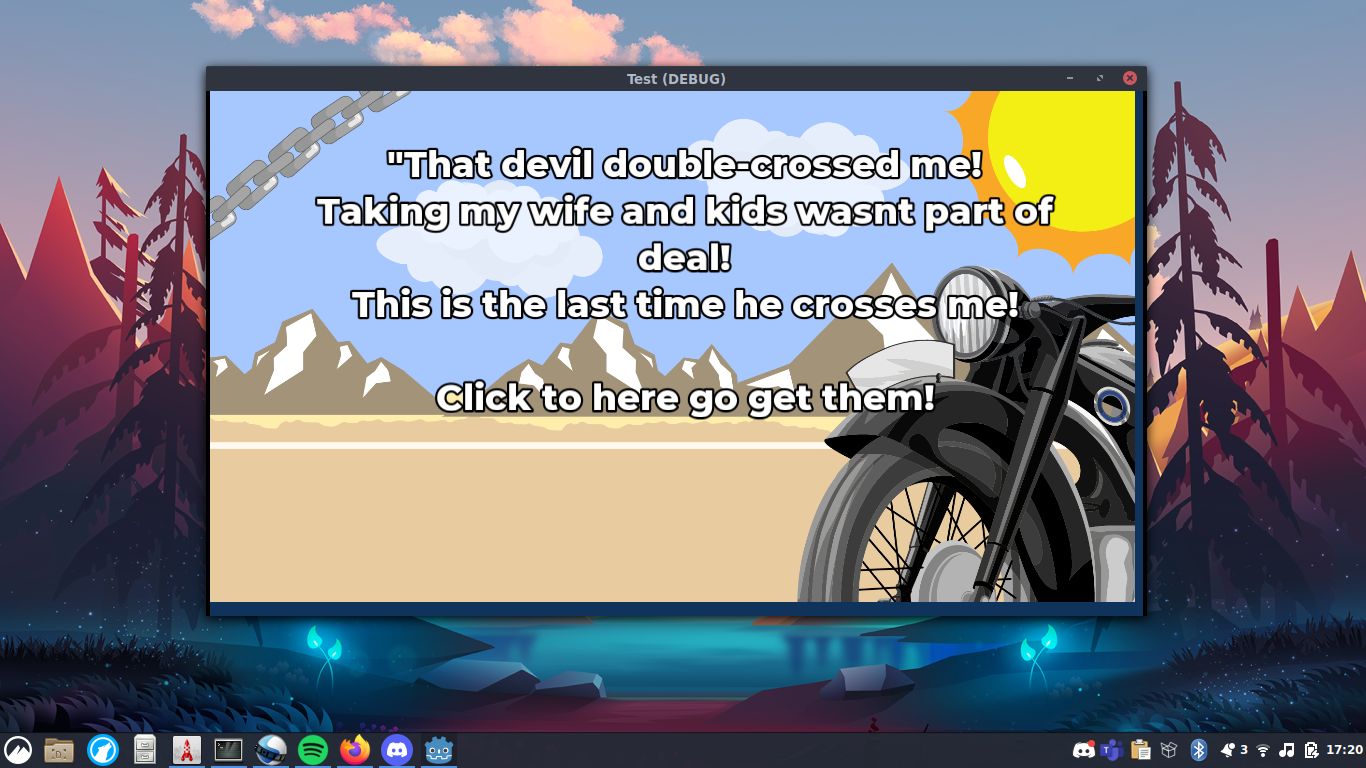 Test (DEBUG)
"That devil double-crossed me!
Taking my wife and kids wasnt part of
deal!
This is the last time he crosses me!
Click to here go get them!
3
17:20